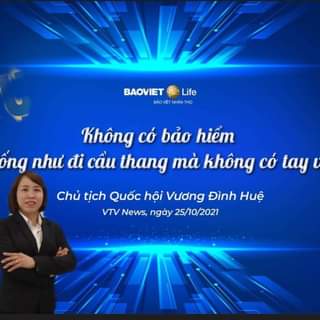 BAOVIET Life
BẢO VIỆT NHÂN THỌ
Không có bảo hiểm
ống như đi cầu thang mà không có tay v
Chủ tịch Quốc hội Vương Đình Huệ
VTV News, ngày 25/10/2021